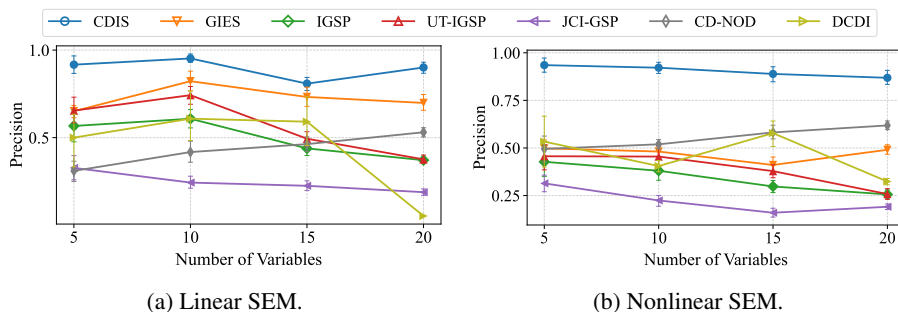 CDIS GIES IGSP UT-IGSP JCI-GSP CD-NOD DCDI
1.0
0.5
Precision
5 10 15 20
Number of Variables
(a) Linear SEM.
1.00
0.75
0.50
0.25
Precision
5 10 15 20
Number of Variables
(b) Nonlinear SEM.